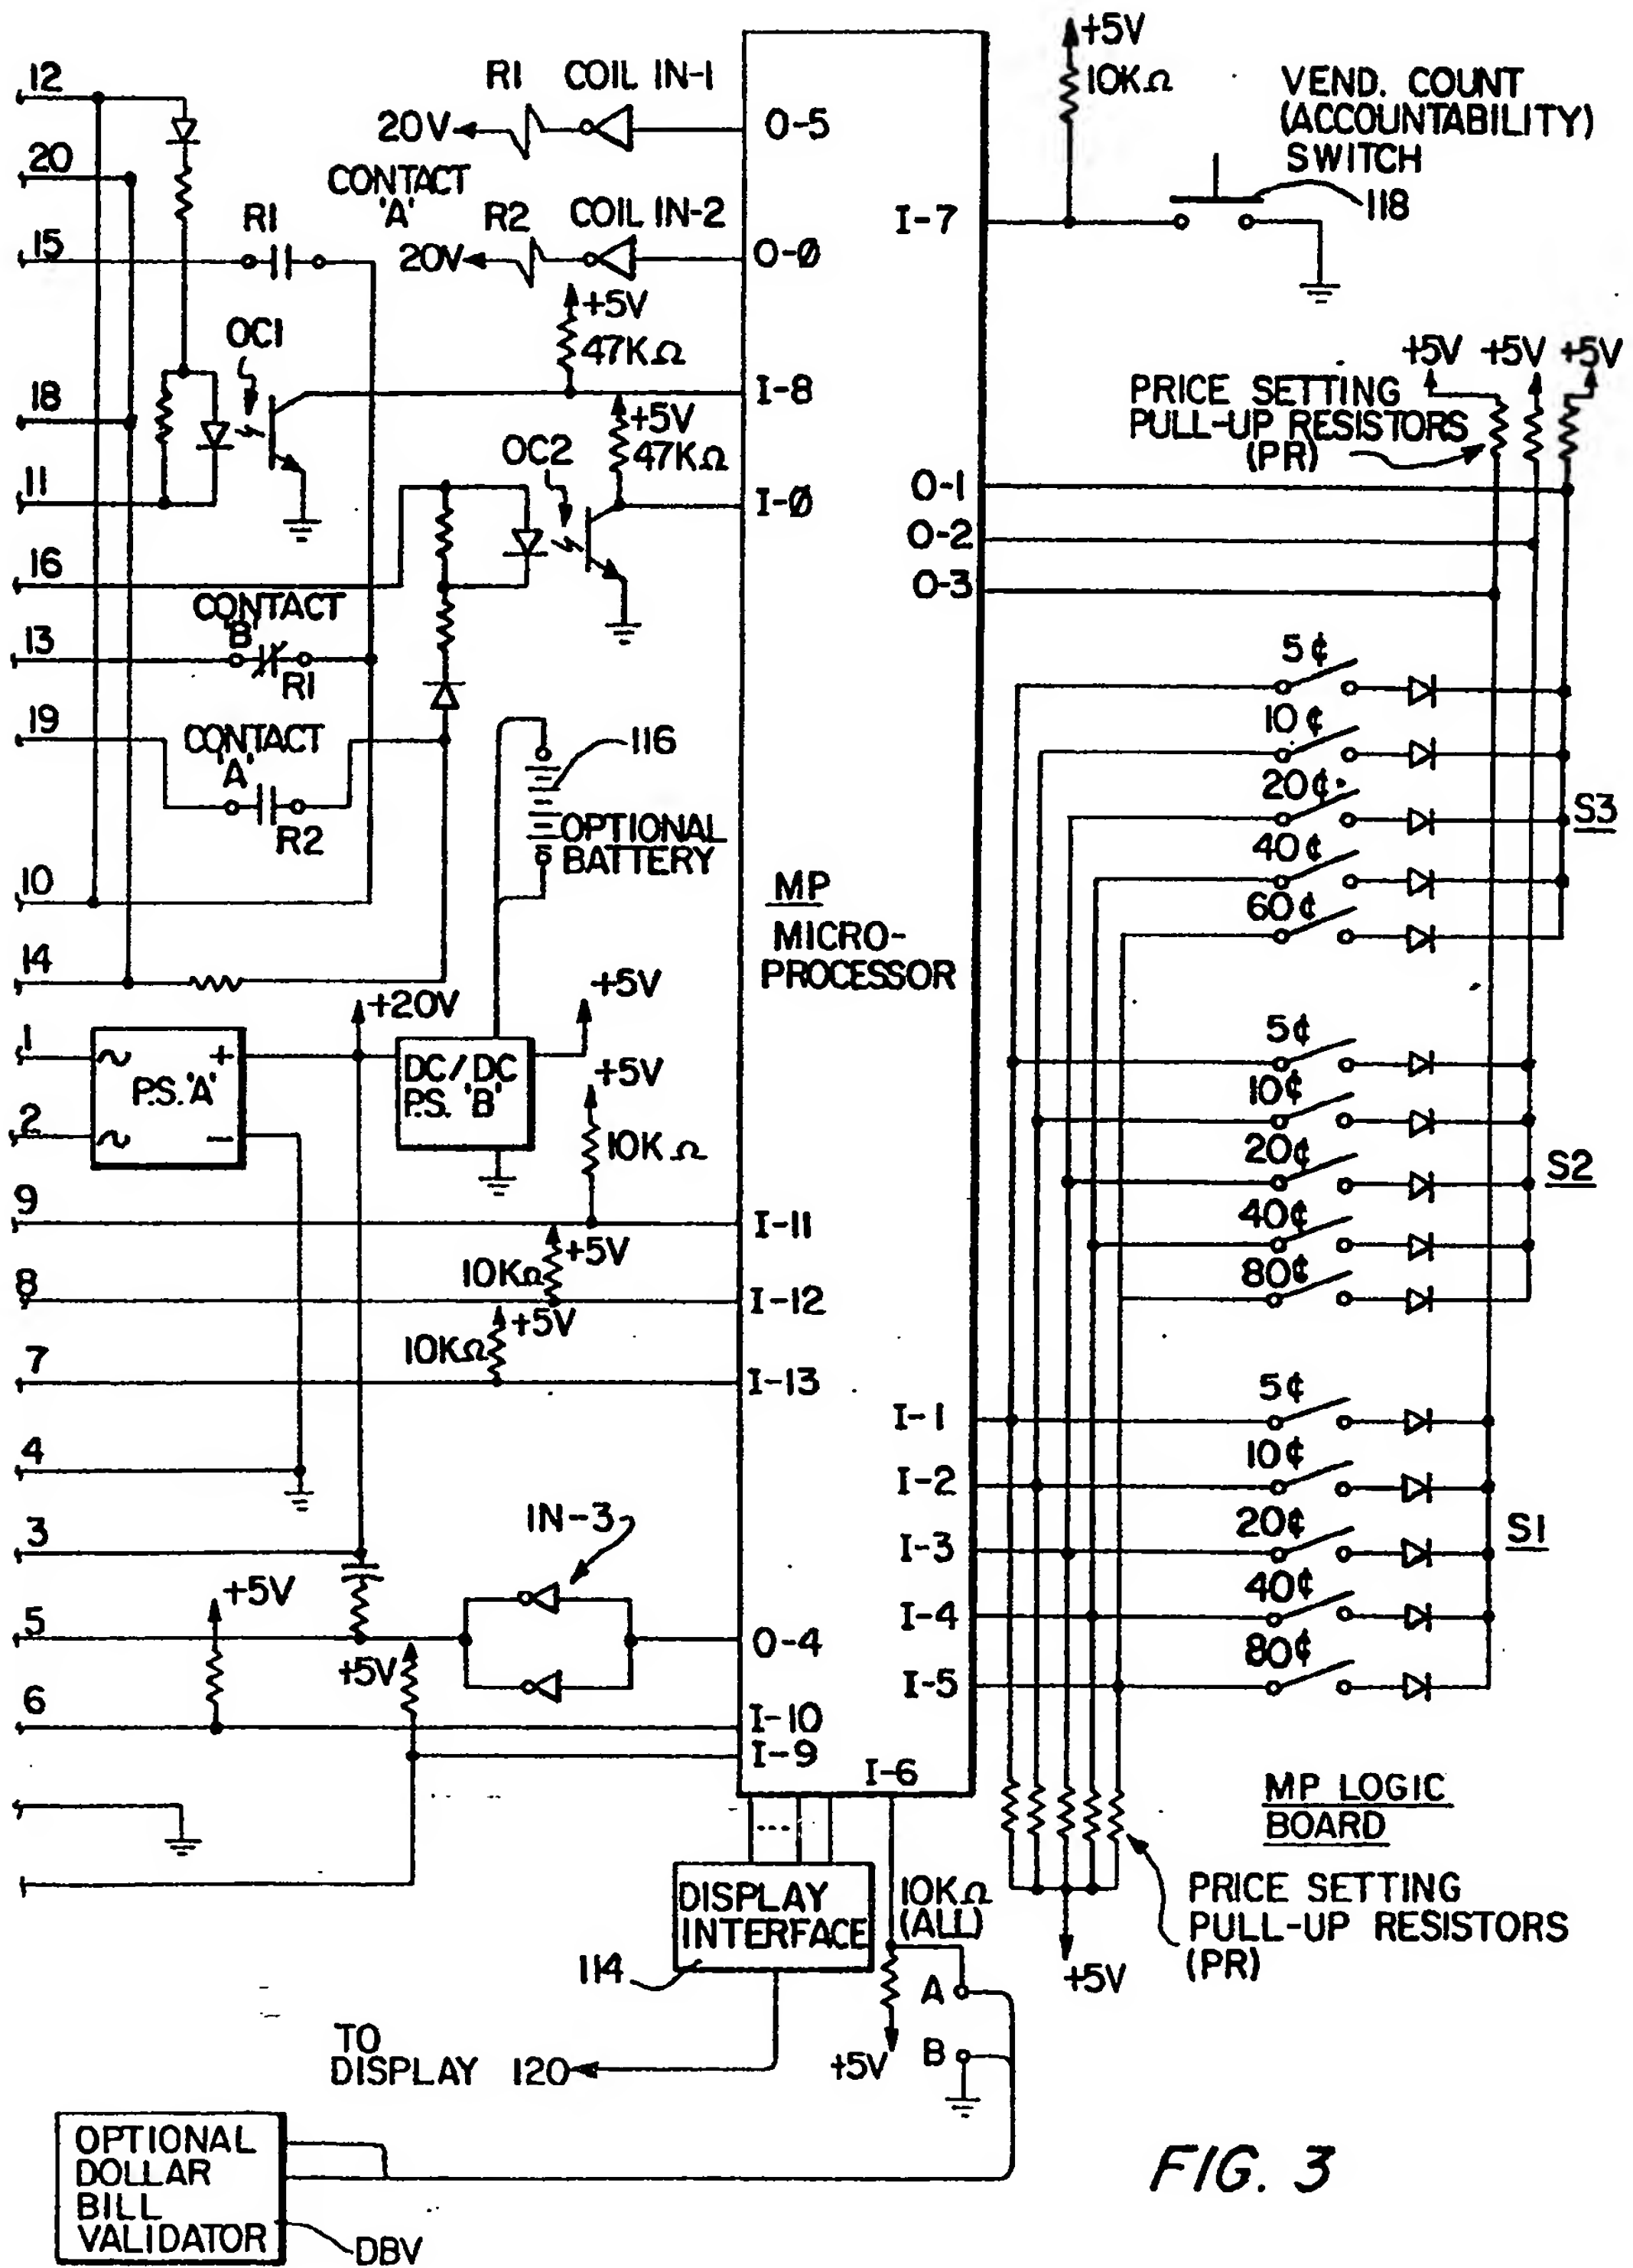 12
20
15
18
11
16
13
19
10
14
1
2
9
8
7
4
3
5
6
R1 COIL IN-1
20V
CONTACT
'A'
R2 COIL IN-2
20V
R1
+5V
47KΩ
OC1
+5V
47KΩ
OC2
CONTACT
'B'
R1
CONTACT
'A'
R2
116
OPTIONAL
BATTERY
+20V
P.S. 'A'
~
+
~
–
DC/DC
P.S. 'B'
+5V
+5V
10KΩ
+5V
10KΩ
+5V
10KΩ
IN-3
+5V
+5V
O-5
O-Ø
I-8
I-Ø
MP
MICRO-
PROCESSOR
I-11
I-12
I-13
O-4
I-10
I-9
I-6
I-7
O-1
O-2
O-3
I-1
I-2
I-3
I-4
I-5
+5V
10KΩ
VEND. COUNT
(ACCOUNTABILITY)
SWITCH
118
+5V +5V +5V
PRICE SETTING
PULL-UP RESISTORS
(PR)
5¢
10¢
20¢
40¢
60¢
S3
5¢
10¢
20¢
40¢
80¢
S2
5¢
10¢
20¢
40¢
80¢
S1
MP LOGIC
BOARD
PRICE SETTING
PULL-UP RESISTORS
(PR)
+5V
DISPLAY
INTERFACE
114
10KΩ
(ALL)
A
B
+5V
TO
DISPLAY 120
OPTIONAL
DOLLAR
BILL
VALIDATOR
DBV
FIG. 3